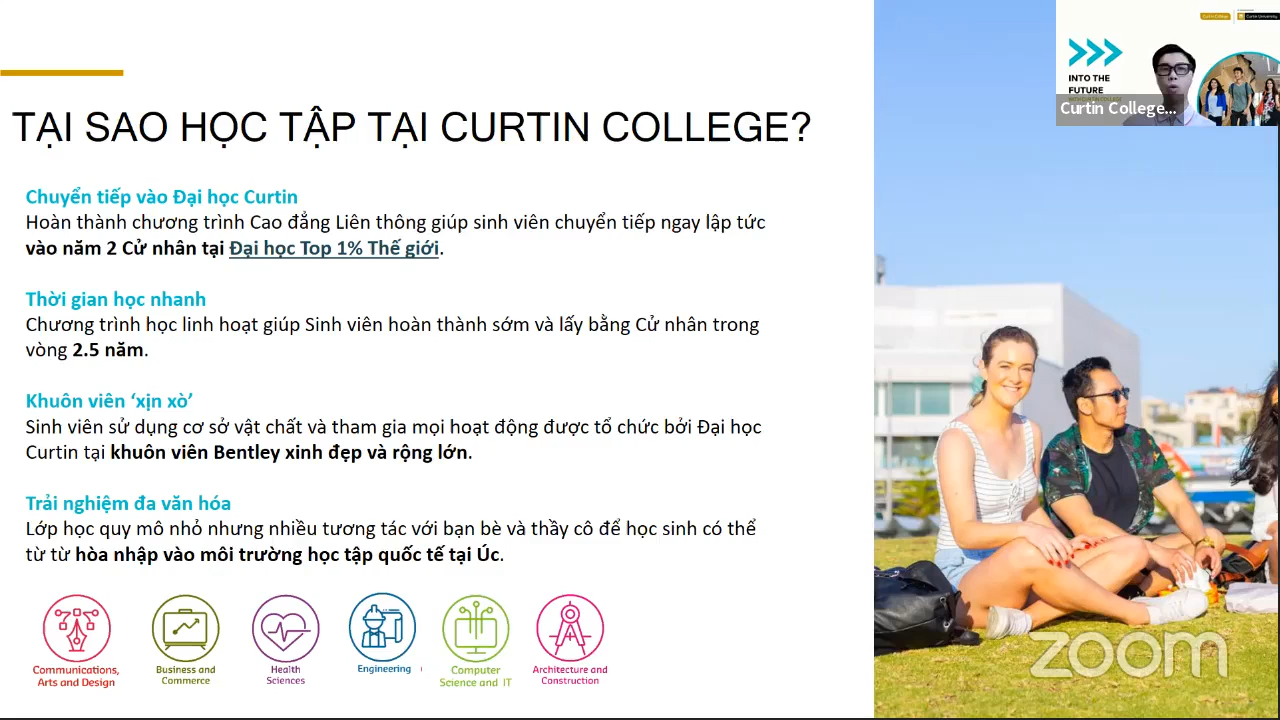 TẠI SAO HỌC TẬP TẠI CURTIN COLLEGE?
Chuyển tiếp vào Đại học Curtin
Hoàn thành chương trình Cao đẳng Liên thông giúp sinh viên chuyển tiếp ngay lập tức
vào năm 2 Cử nhân tại Đại học Top 1% Thế giới.
Thời gian học nhanh
Chương trình học linh hoạt giúp Sinh viên hoàn thành sớm và lấy bằng Cử nhân trong
vòng 2.5 năm.
Khuôn viên ‘xịn xò’
Sinh viên sử dụng cơ sở vật chất và tham gia mọi hoạt động được tổ chức bởi Đại học
Curtin tại khuôn viên Bentley xinh đẹp và rộng lớn.
Trải nghiệm đa văn hóa
Lớp học quy mô nhỏ nhưng nhiều tương tác với bạn bè và thầy cô để học sinh có thể
từ từ hòa nhập vào môi trường học tập quốc tế tại Úc.
Communications,
Arts and Design
Business and
Commerce
Health
Sciences
Engineering
Computer
Science and IT
Architecture and
Construction
Curtin College
Curtin University
INTO THE
FUTURE
WITH CURTIN COLLEGE
Curtin College...
zoom